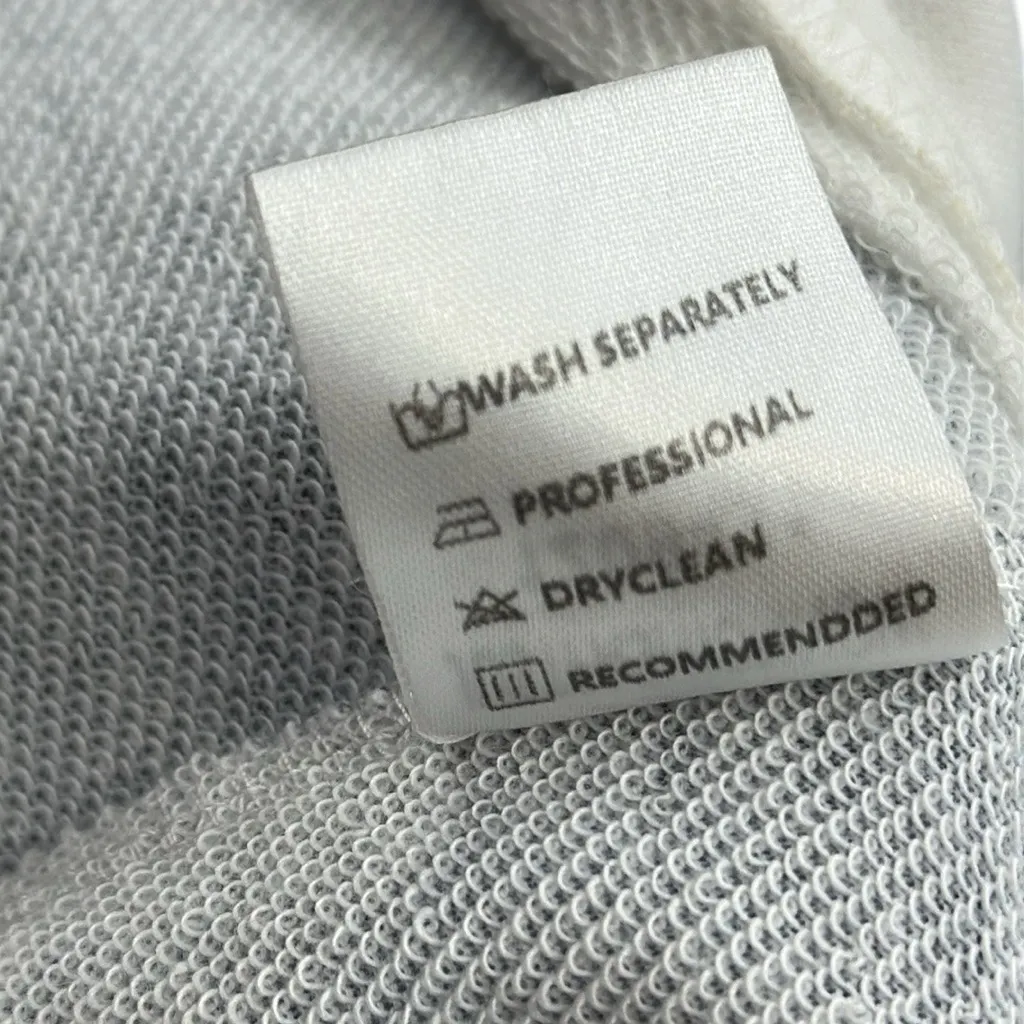 WASH SEPARATELY
PROFESSIONAL
DRYCLEAN
RECOMMENDDED